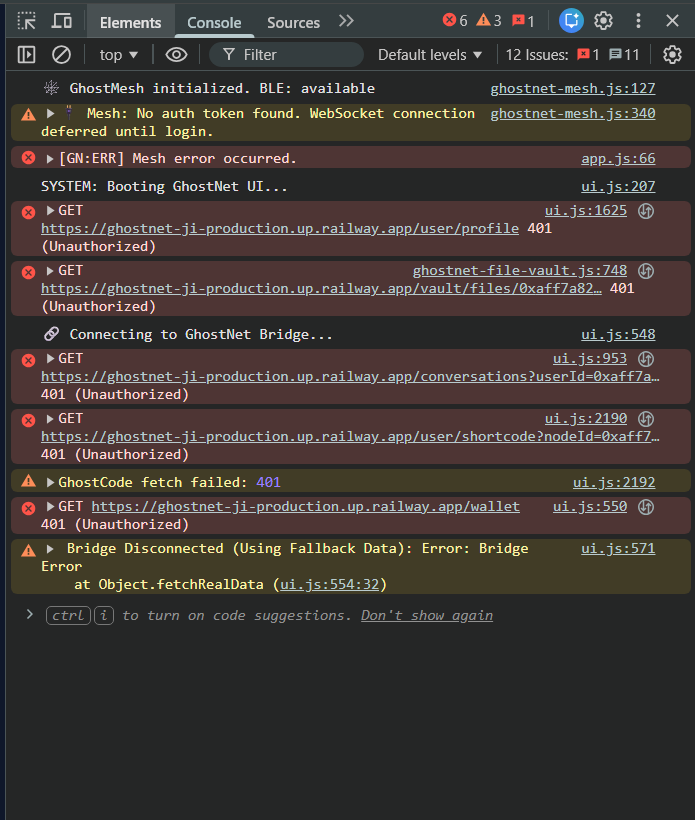 Elements Console Sources 6 3 1
top Filter Default levels 12 Issues: 1 11
GhostMesh initialized. BLE: available ghostnet-mesh.js:127
Mesh: No auth token found. WebSocket connection ghostnet-mesh.js:340
deferred until login.
[GN:ERR] Mesh error occurred. app.js:66
SYSTEM: Booting GhostNet UI... ui.js:207
GET ui.js:1625
https://ghostnet-ji-production.up.railway.app/user/profile 401
(Unauthorized)
GET ghostnet-file-vault.js:748
https://ghostnet-ji-production.up.railway.app/vault/files/0xaff7a82… 401
(Unauthorized)
Connecting to GhostNet Bridge... ui.js:548
GET ui.js:953
https://ghostnet-ji-production.up.railway.app/conversations?userId=0xaff7a…
401 (Unauthorized)
GET ui.js:2190
https://ghostnet-ji-production.up.railway.app/user/shortcode?nodeId=0xaff7…
401 (Unauthorized)
GhostCode fetch failed: 401 ui.js:2192
GET https://ghostnet-ji-production.up.railway.app/wallet ui.js:550
401 (Unauthorized)
Bridge Disconnected (Using Fallback Data): Error: Bridge ui.js:571
Error
at Object.fetchRealData (ui.js:554:32)
ctrl i to turn on code suggestions. Don't show again